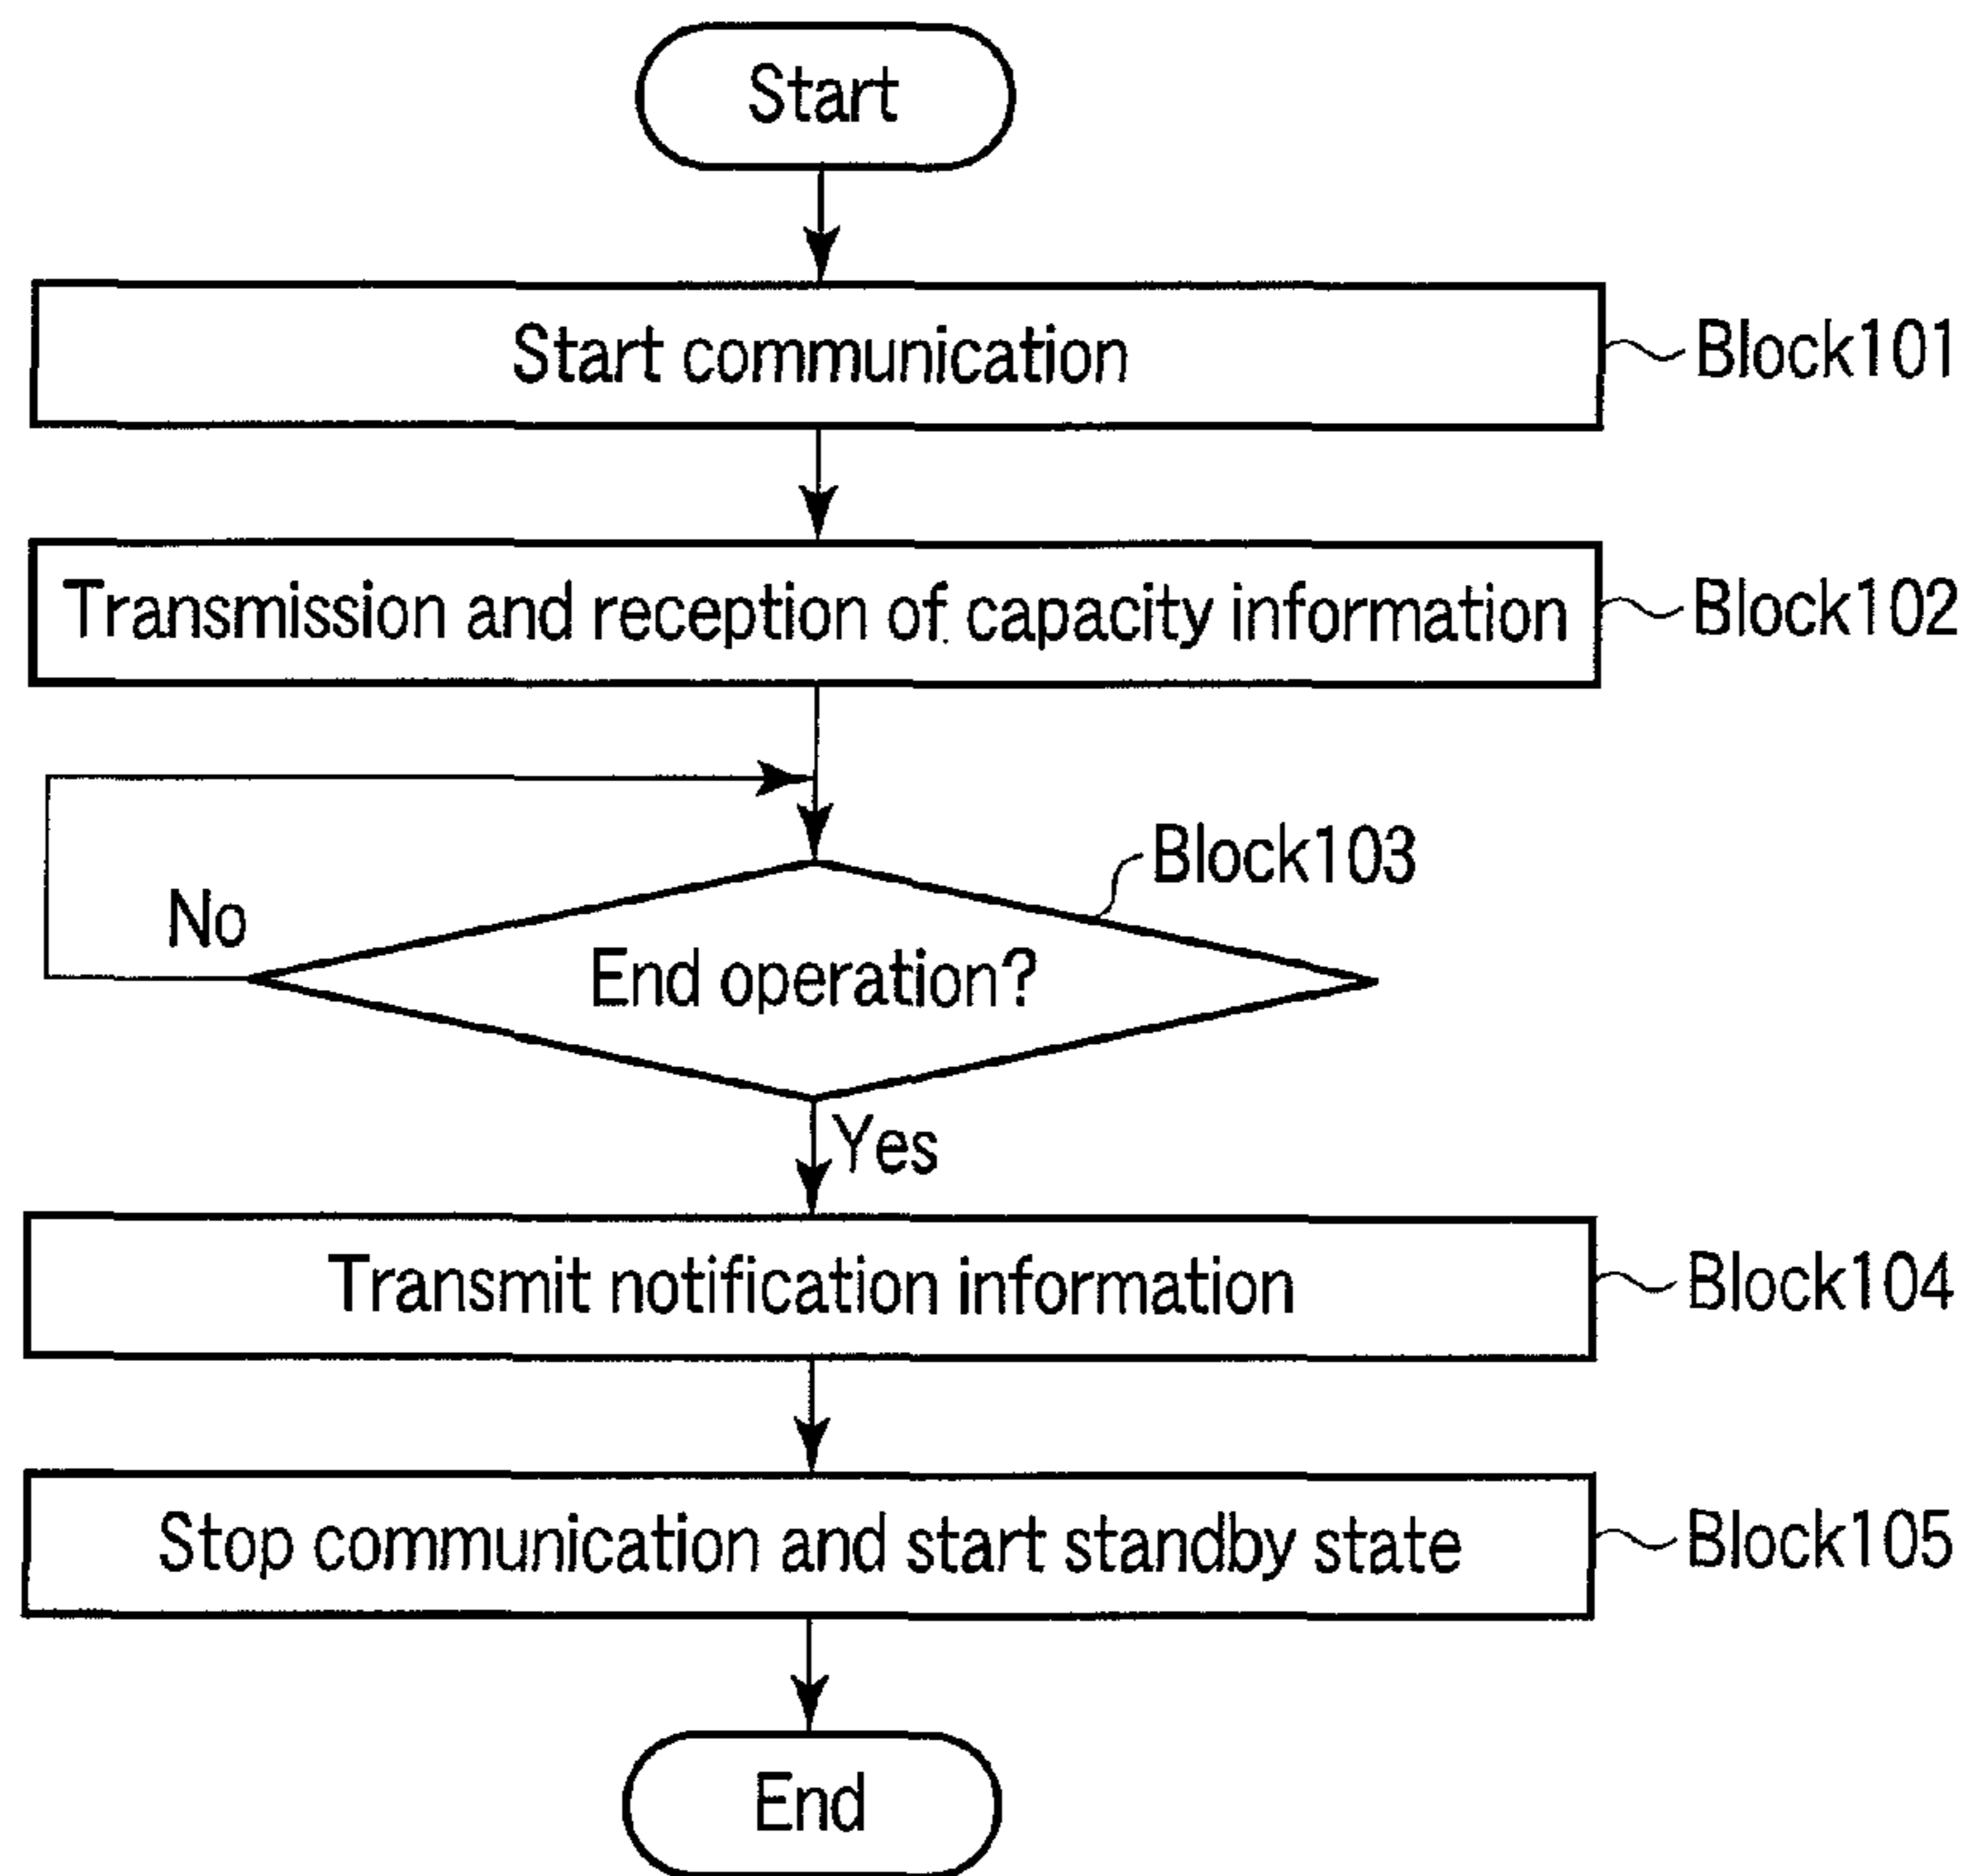 Start
Start communication
Block101
Transmission and reception of capacity information
Block102
Block103
No
End operation?
Yes
Transmit notification information
Block104
Stop communication and start standby state
Block105
End